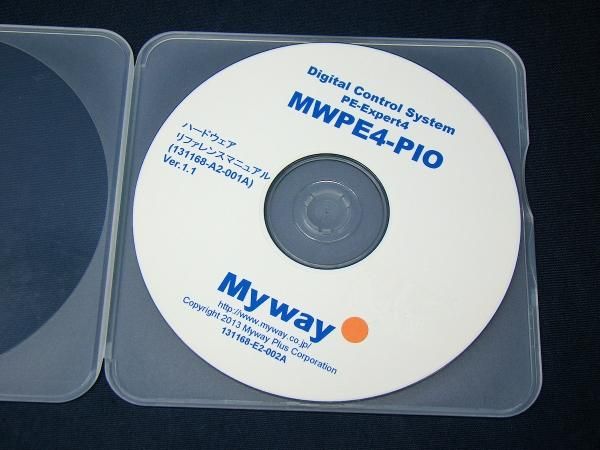 Digital Control System
PE-Expert4
MWPE4-PIO
ハードウェア
リファレンスマニュアル
(131168-A2-001A)
Ver.1.1
Myway
http://www.myway.co.jp/
Copyright 2013 Myway Plus Corporation
131168-E2-002A